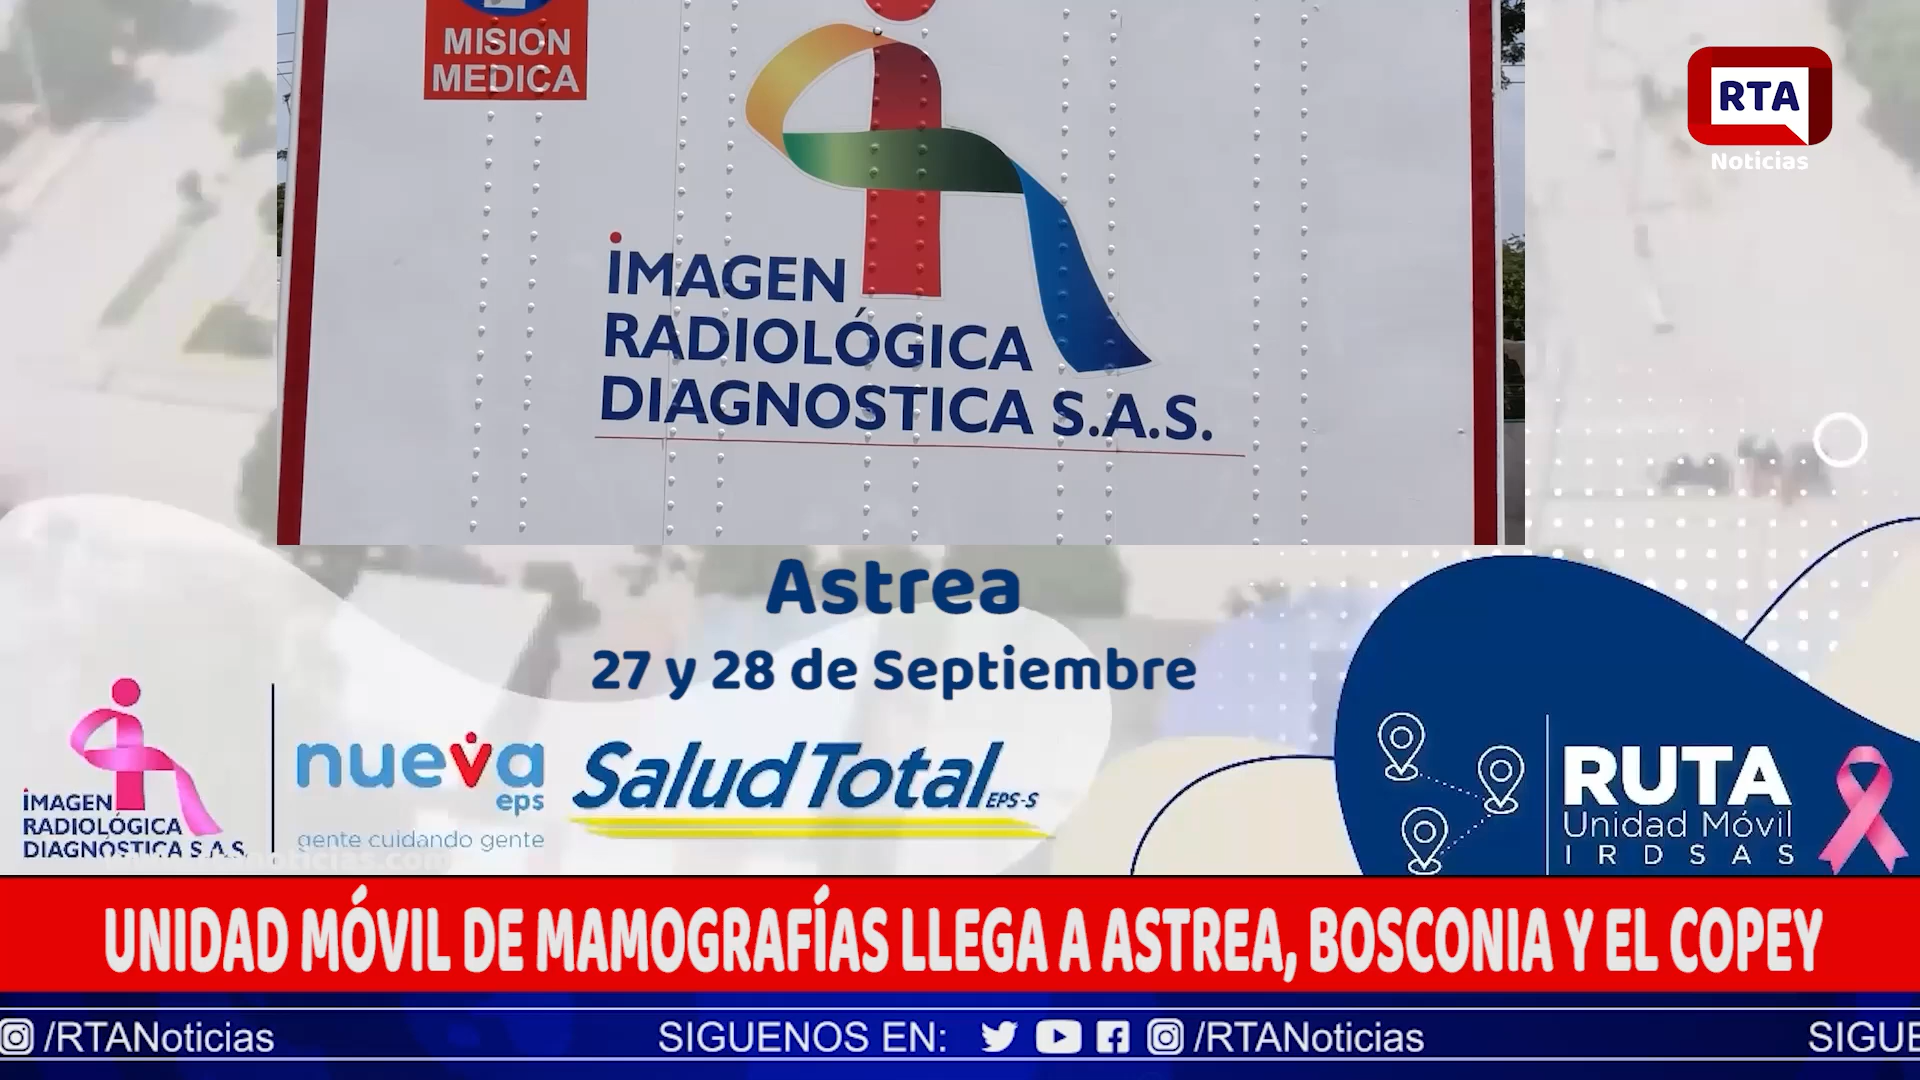 MISION
MEDICA
RTA
Noticias
IMAGEN
RADIOLÓGICA
DIAGNOSTICA S.A.S.
Astrea
27 y 28 de Septiembre
IMAGEN
RADIOLÓGICA
DIAGNÓSTICA S.A.S.
nueva
eps
gente cuidando gente
SaludTotal
EPS-S
RUTA
Unidad Móvil
IRDSAS
UNIDAD MÓVIL DE MAMOGRAFÍAS LLEGA A ASTREA, BOSCONIA Y EL COPEY
/RTANoticias
SIGUENOS EN:
/RTANoticias
SIGUE